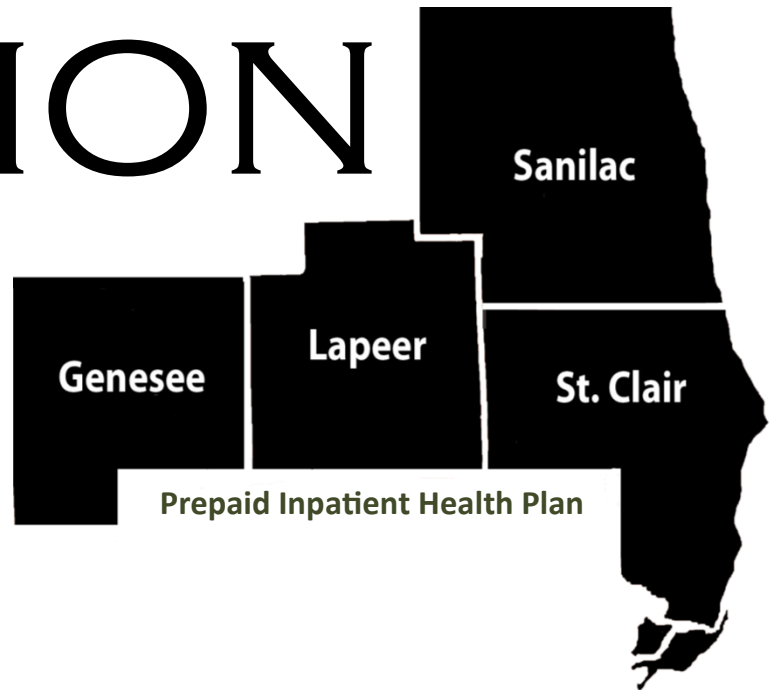 ION
Sanilac
Lapeer
Genesee
St. Clair
Prepaid Inpatient Health Plan